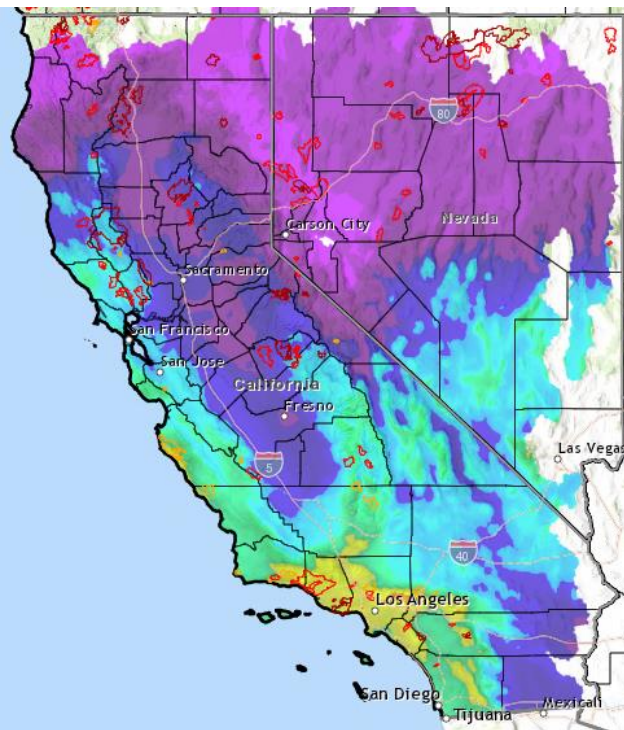 80
Nevada
Carson City
Sacramento
San Francisco
San Jose
California
Fresno
5
Las Vegas
40
Los Angeles
San Diego
Tijuana
Mexicali